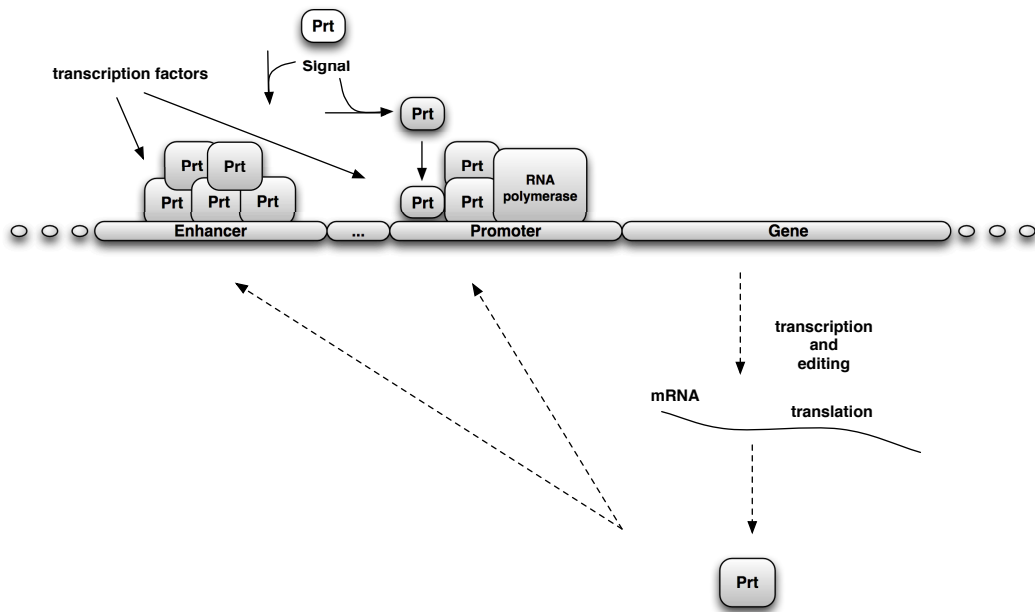 Prt
Signal
transcription factors
Prt
Prt
Prt
Prt
RNA
polymerase
Prt
Prt
Prt
Prt
Prt
Enhancer
...
Promoter
Gene
transcription
and
editing
mRNA
translation
Prt